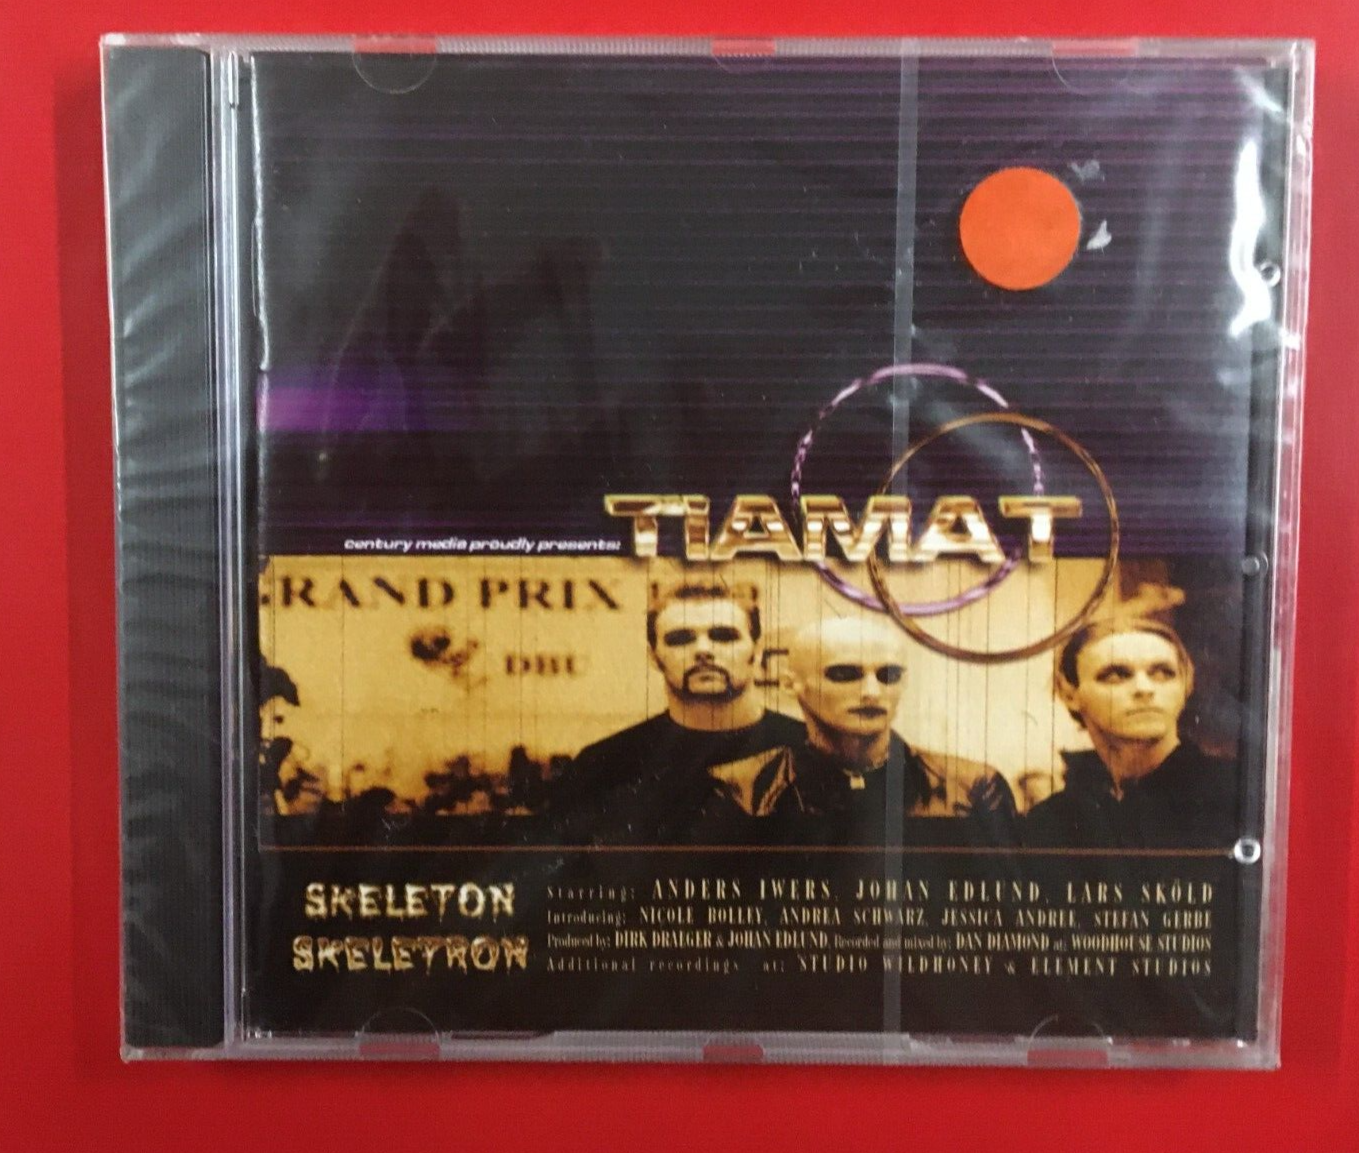 century media proudly presents:
TIAMAT
GRAND PRIX
DBU
SKELETON
SKELETRON
Starring: ANDERS IWERS, JOHAN EDLUND, LARS SKÖLD
Introducing: NICOLE BOLLEY, ANDREA SCHWARZ, JESSICA ANDREE, STEFAN GERBE
Produced by: DIRK DRAEGER & JOHAN EDLUND, Recorded and mixed by: DAN DIAMOND at: WOODHOUSE STUDIOS
Additional recordings at: STUDIO WILDHONEY & ELEMENT STUDIOS